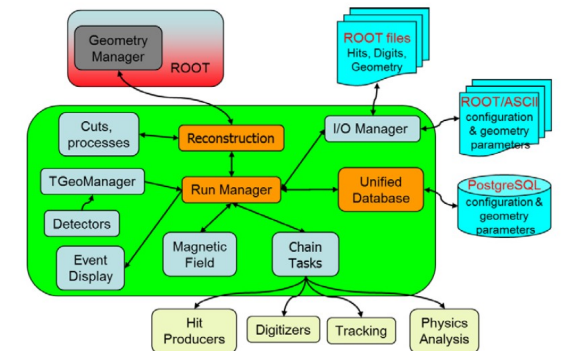 Geometry
Manager
ROOT
ROOT files
Hits, Digits,
Geometry
ROOT/ASCII
configuration
& geometry
parameters
Cuts,
processes
Reconstruction
I/O Manager
TGeoManager
Run Manager
Unified
Database
PostgreSQL
configuration &
geometry
parameters
Detectors
Event
Display
Magnetic
Field
Chain
Tasks
Hit
Producers
Digitizers
Tracking
Physics
Analysis